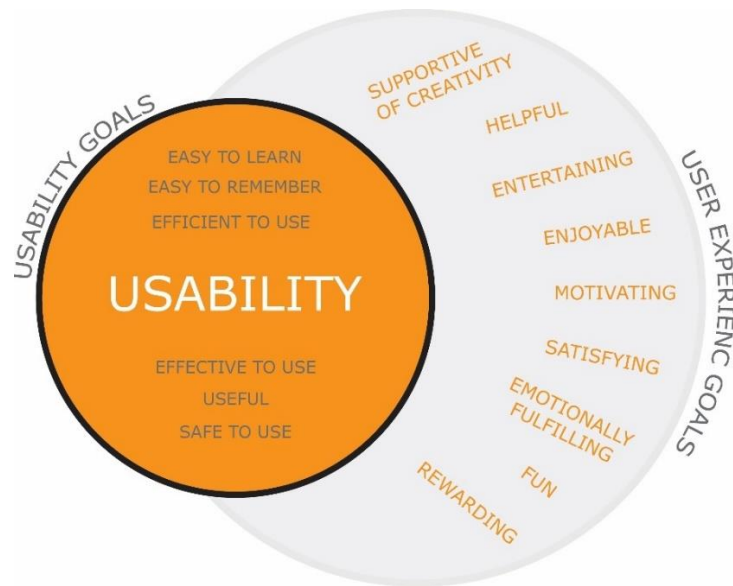 USABILITY GOALS
EASY TO LEARN
EASY TO REMEMBER
EFFICIENT TO USE
USABILITY
EFFECTIVE TO USE
USEFUL
SAFE TO USE
SUPPORTIVE
OF CREATIVITY
HELPFUL
ENTERTAINING
ENJOYABLE
MOTIVATING
SATISFYING
EMOTIONALLY
FULFILLING
FUN
REWARDING
USER EXPERIENC GOALS